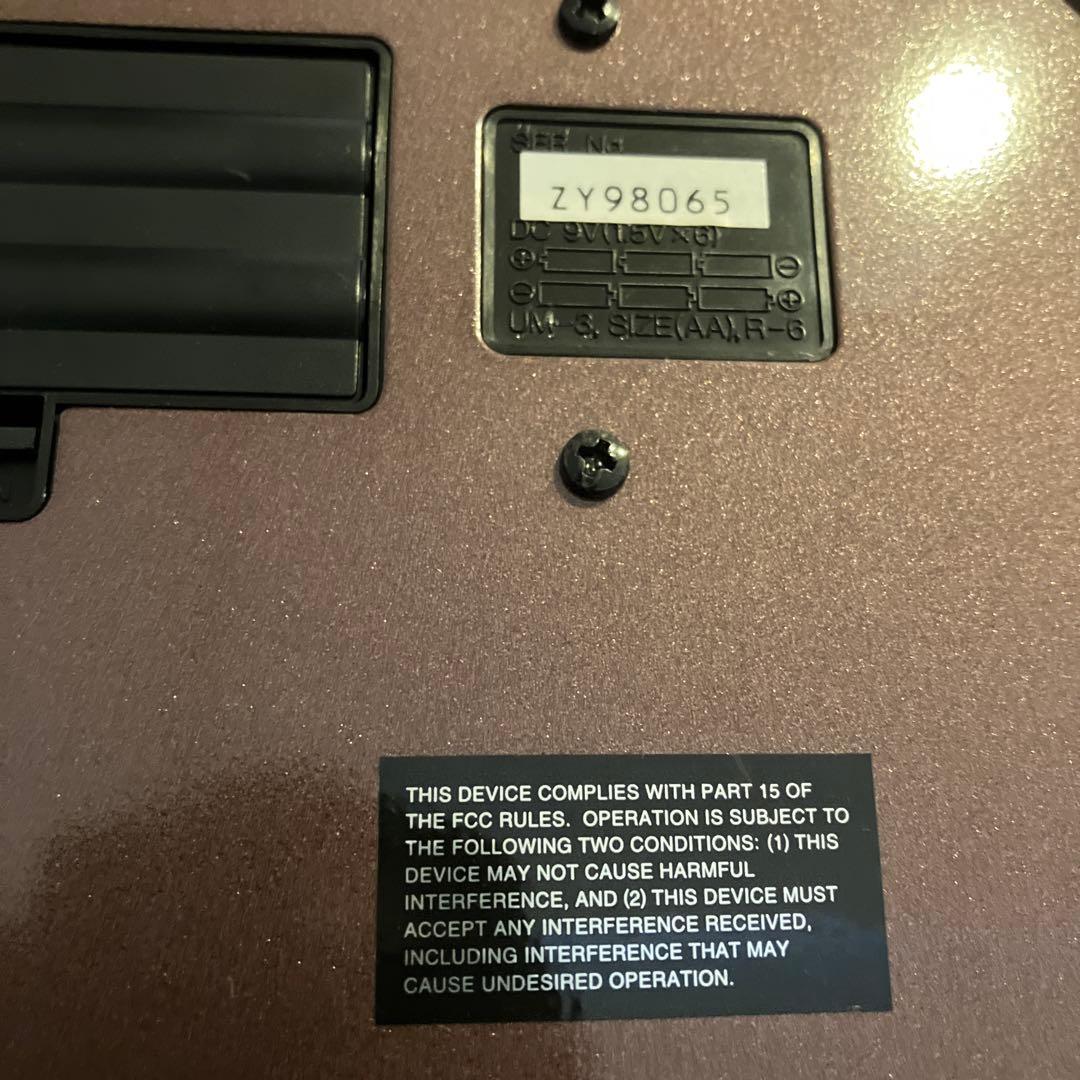 SER. No.
ZY98065
DC 9V(1.5V×6)
UM-3, SIZE(AA), R-6
THIS DEVICE COMPLIES WITH PART 15 OF
THE FCC RULES. OPERATION IS SUBJECT TO
THE FOLLOWING TWO CONDITIONS: (1) THIS
DEVICE MAY NOT CAUSE HARMFUL
INTERFERENCE, AND (2) THIS DEVICE MUST
ACCEPT ANY INTERFERENCE RECEIVED,
INCLUDING INTERFERENCE THAT MAY
CAUSE UNDESIRED OPERATION.